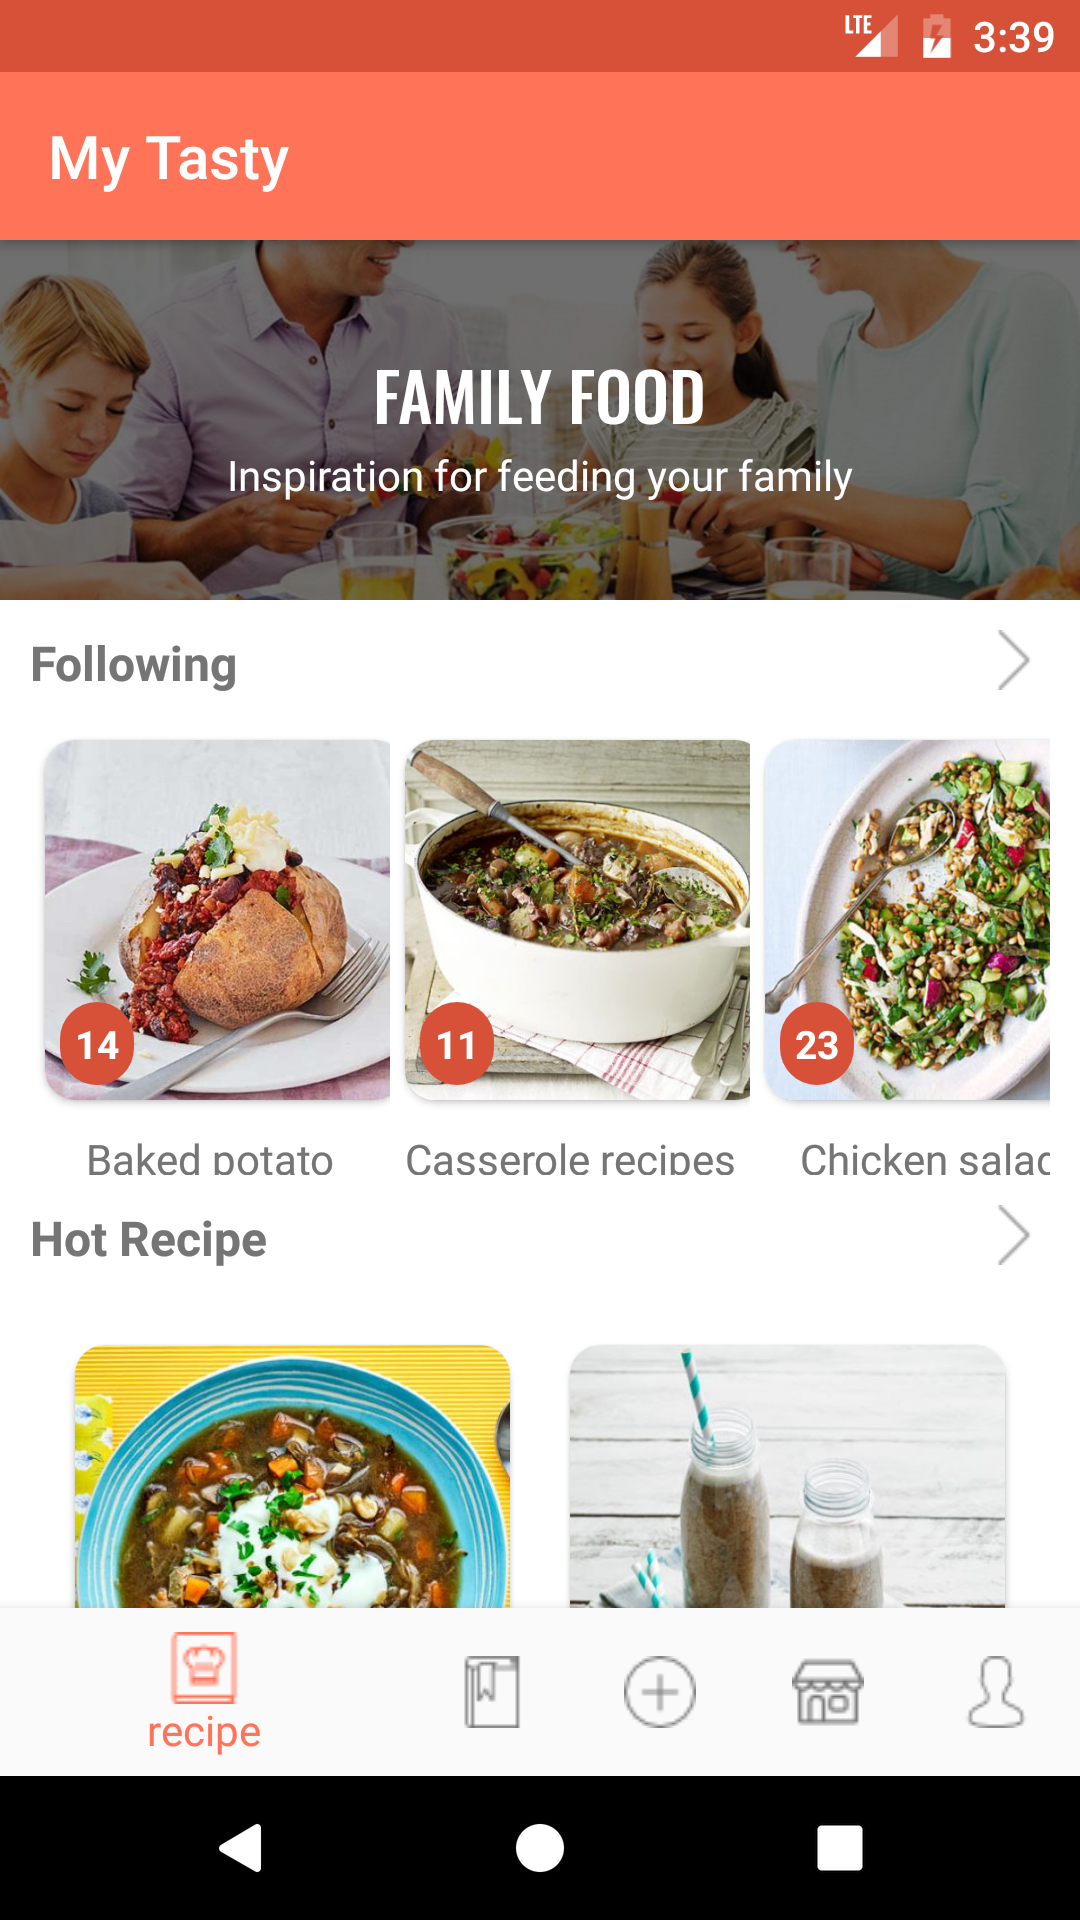 LTE 3:39
My Tasty
FAMILY FOOD
Inspiration for feeding your family
Following
14 11 23
Baked potato Casserole recipes Chicken salad
Hot Recipe
recipe